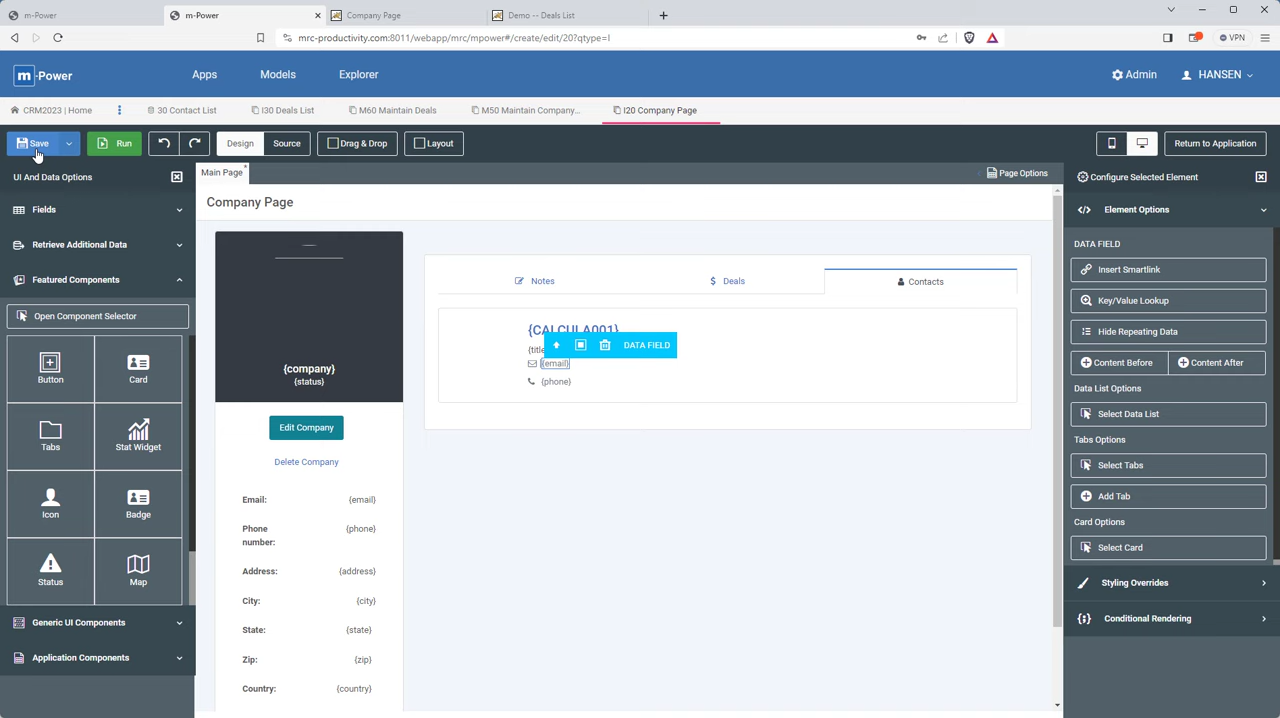 m-Power
m-Power
Company Page
Demo -- Deals List
mrc-productivity.com:8011/webapp/mrc/mpower#/create/edit/20?qtype=I
VPN
m -Power
Apps
Models
Explorer
Admin
HANSEN
CRM2023 | Home
30 Contact List
I30 Deals List
M60 Maintain Deals
M50 Maintain Company...
I20 Company Page
Save
Run
Design
Source
Drag & Drop
Layout
Return to Application
UI And Data Options
Fields
Retrieve Additional Data
Featured Components
Open Component Selector
Button
Card
Tabs
Stat Widget
Icon
Badge
Status
Map
Generic UI Components
Application Components
Main Page *
Page Options
Company Page
{company}
{status}
Edit Company
Delete Company
Email: {email}
Phone number: {phone}
Address: {address}
City: {city}
State: {state}
Zip: {zip}
Country: {country}
Notes
Deals
Contacts
{CALCULA001}
{title
DATA FIELD
{email}
{phone}
Configure Selected Element
Element Options
DATA FIELD
Insert Smartlink
Key/Value Lookup
Hide Repeating Data
Content Before
Content After
Data List Options
Select Data List
Tabs Options
Select Tabs
Add Tab
Card Options
Select Card
Styling Overrides
Conditional Rendering